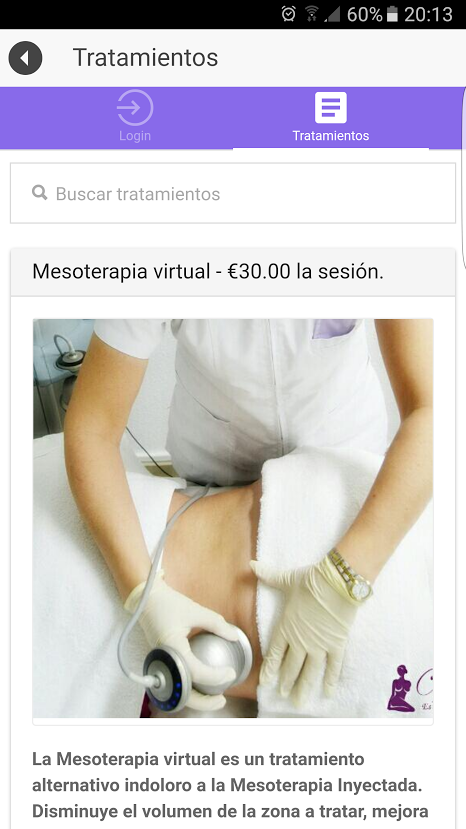 60% 20:13
Tratamientos
Login
Tratamientos
Buscar tratamientos
Mesoterapia virtual - €30.00 la sesión.
La Mesoterapia virtual es un tratamiento
alternativo indoloro a la Mesoterapia Inyectada.
Disminuye el volumen de la zona a tratar, mejora